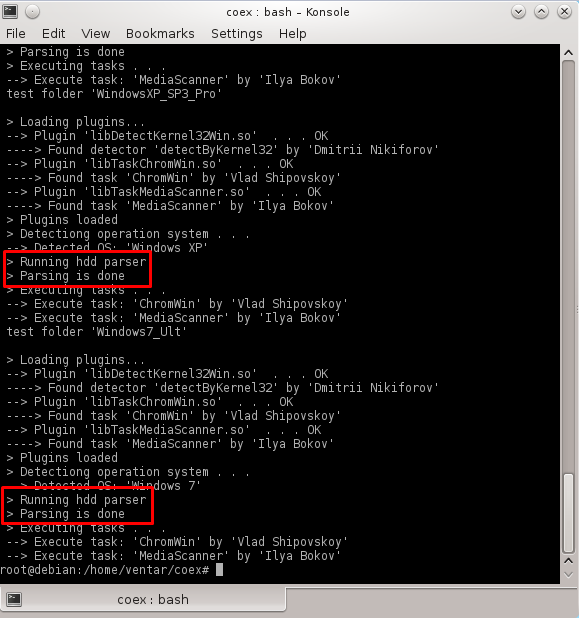 coex : bash – Konsole
File Edit View Bookmarks Settings Help
> Parsing is done
> Executing tasks . . .
--> Execute task: 'MediaScanner' by 'Ilya Bokov'
test folder 'WindowsXP_SP3_Pro'
> Loading plugins...
--> Plugin 'libDetectKernel32Win.so' . . . OK
----> Found detector 'detectByKernel32' by 'Dmitrii Nikiforov'
--> Plugin 'libTaskChromWin.so' . . . OK
----> Found task 'ChromWin' by 'Vlad Shipovskoy'
--> Plugin 'libTaskMediaScanner.so' . . . OK
----> Found task 'MediaScanner' by 'Ilya Bokov'
> Plugins loaded
> Detectiong operation system . . .
--> Detected OS: 'Windows XP'
> Running hdd parser
> Parsing is done
> Executing tasks . . .
--> Execute task: 'ChromWin' by 'Vlad Shipovskoy'
--> Execute task: 'MediaScanner' by 'Ilya Bokov'
test folder 'Windows7_Ult'
> Loading plugins...
--> Plugin 'libDetectKernel32Win.so' . . . OK
----> Found detector 'detectByKernel32' by 'Dmitrii Nikiforov'
--> Plugin 'libTaskChromWin.so' . . . OK
----> Found task 'ChromWin' by 'Vlad Shipovskoy'
--> Plugin 'libTaskMediaScanner.so' . . . OK
----> Found task 'MediaScanner' by 'Ilya Bokov'
> Plugins loaded
> Detectiong operation system . . .
--> Detected OS: 'Windows 7'
> Running hdd parser
> Parsing is done
> Executing tasks . . .
--> Execute task: 'ChromWin' by 'Vlad Shipovskoy'
--> Execute task: 'MediaScanner' by 'Ilya Bokov'
root@debian:/home/ventar/coex#
coex : bash